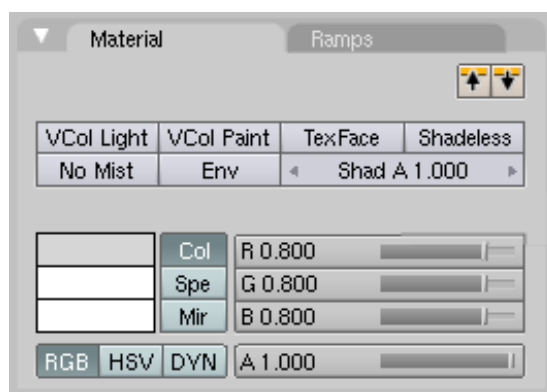 Material Ramps
VCol Light VCol Paint TexFace Shadeless
No Mist Env Shad A 1.000
Col R 0.800
Spe G 0.800
Mir B 0.800
RGB HSV DYN A 1.000